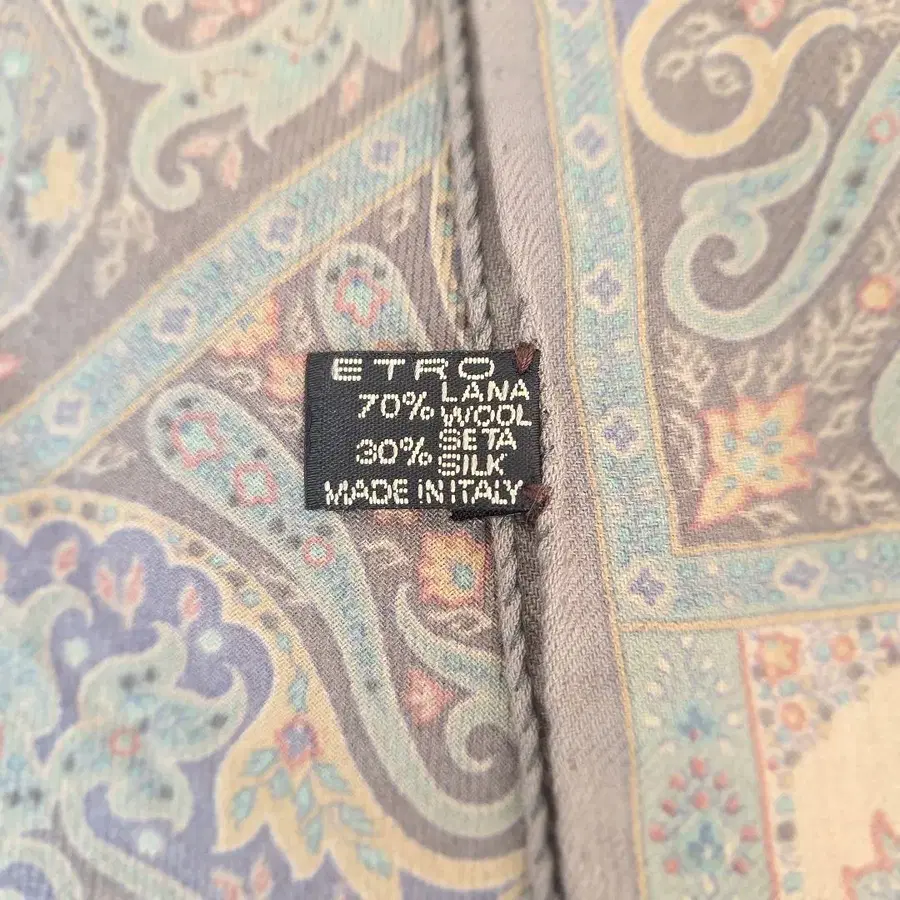 ETRO
70% LANA
WOOL
30% SETA
SILK
MADE IN ITALY